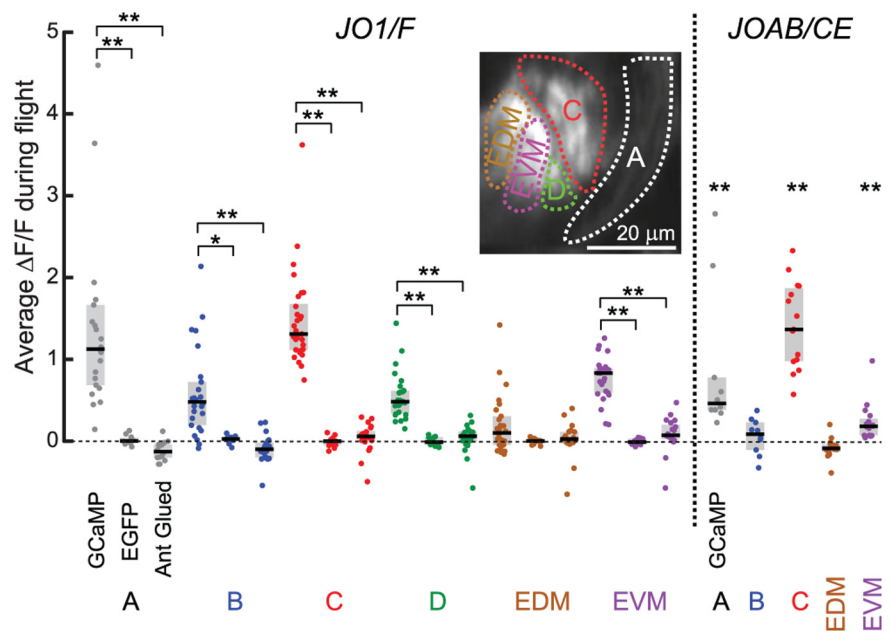 JO1/F
JOAB/CE
Average ΔF/F during flight
5
4
3
2
1
0
**
**
**
*
**
**
**
**
**
**
**
**
**
EDM
EVM
C
D
A
20 μm
GCaMP
EGFP
Ant Glued
GCaMP
A
B
C
D
EDM
EVM
A
B
C
EDM
EVM